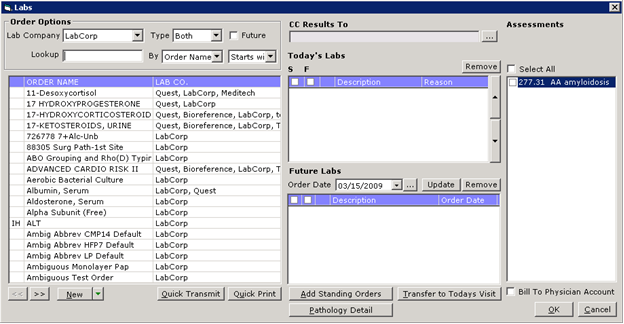 Labs
Order Options
Lab Company LabCorp Type Both Future
Lookup By Order Name Starts wi
ORDER NAME LAB CO.
11-Desoxycortisol Quest, LabCorp, Meditech
17 HYDROXYPROGESTERONE LabCorp
17-HYDROXYCORTICOSTEROID Quest, Bioreference, LabCorp, te
17-KETOSTEROIDS, URINE Quest, Bioreference, LabCorp, T
726778 7+Alc-Unb LabCorp
88305 Surg Path-1st Site LabCorp
ABO Grouping and Rho(D) Typir LabCorp
ADVANCED CARDIO RISK II Quest, Bioreference, LabCorp, T
Aerobic Bacterial Culture LabCorp
Albumin, Serum LabCorp, Quest
Aldosterone, Serum LabCorp
Alpha Subunit (Free) LabCorp
IH ALT LabCorp
Ambig Abbrev CMP14 Default LabCorp
Ambig Abbrev HFP7 Default LabCorp
Ambig Abbrev LP Default LabCorp
Ambiguous Monolayer Pap LabCorp
Ambiguous Test Order LabCorp
<< >> New Quick Transmit Quick Print
CC Results To
...
Today's Labs
S F Remove
Description Reason
Future Labs
Order Date 03/15/2009 ... Update Remove
Description Order Date
Add Standing Orders Transfer to Todays Visit
Pathology Detail
Assessments
Select All
277.31 AA amyloidosis
Bill To Physician Account
OK Cancel